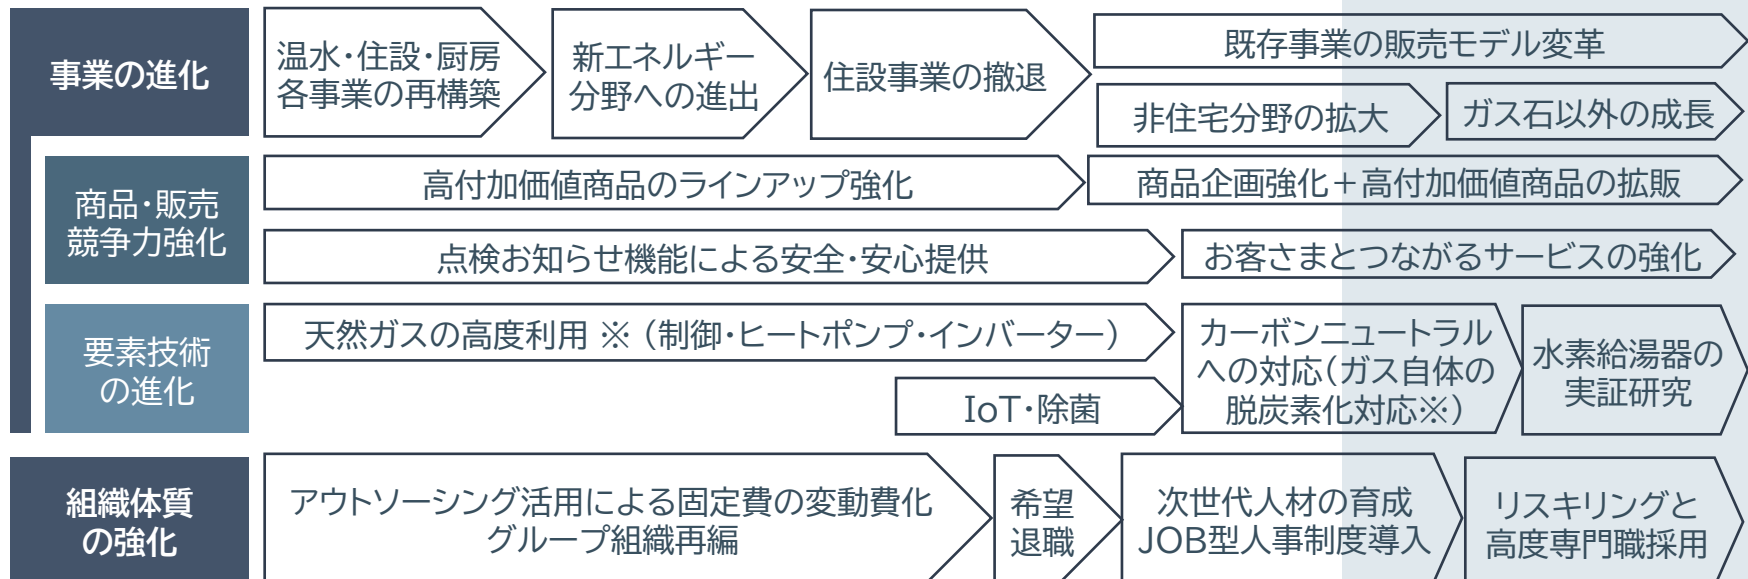 事業の進化
温水・住設・厨房
各事業の再構築
新エネルギー
分野への進出
住設事業の撤退
既存事業の販売モデル変革
非住宅分野の拡大
ガス石以外の成長
商品・販売
競争力強化
高付加価値商品のラインアップ強化
商品企画強化＋高付加価値商品の拡販
点検お知らせ機能による安全・安心提供
お客さまとつながるサービスの強化
要素技術
の進化
天然ガスの高度利用 ※（制御・ヒートポンプ・インバーター）
IoT・除菌
カーボンニュートラル
への対応（ガス自体の
脱炭素化対応※）
水素給湯器の
実証研究
組織体質
の強化
アウトソーシング活用による固定費の変動費化
グループ組織再編
希望
退職
次世代人材の育成
JOB型人事制度導入
リスキリングと
高度専門職採用